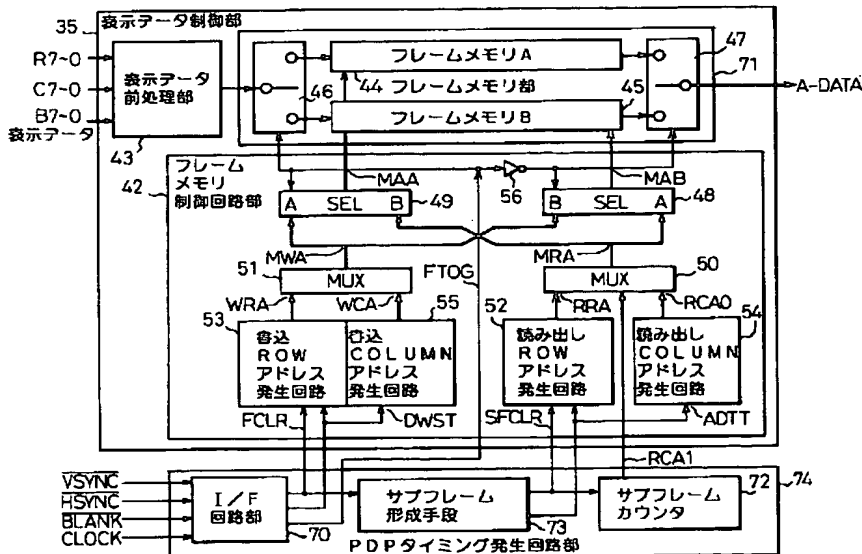 表示データ制御部
35
R7~0
C7~0
B7~0
表示データ
表示データ
前処理部
43
46
フレームメモリA
44
フレームメモリ部
45
フレームメモリB
47
71
A-DATA
フレーム
メモリ
制御回路部
42
MAA
56
MAB
A SEL B
49
B SEL A
48
MWA
FTOG
MRA
51
MUX
MUX
50
WRA
WCA
RRA
RCA0
53
55
52
54
書込
ROW
アドレス
発生回路
書込
COLUMN
アドレス
発生回路
読み出し
ROW
アドレス
発生回路
読み出し
COLUMN
アドレス
発生回路
FCLR
DWST
SFCLR
ADTT
RCA1
VSYNC
HSYNC
BLANK
CLOCK
I/F
回路部
70
サブフレーム
形成手段
73
サブフレーム
カウンタ
72
74
PDPタイミング発生回路部